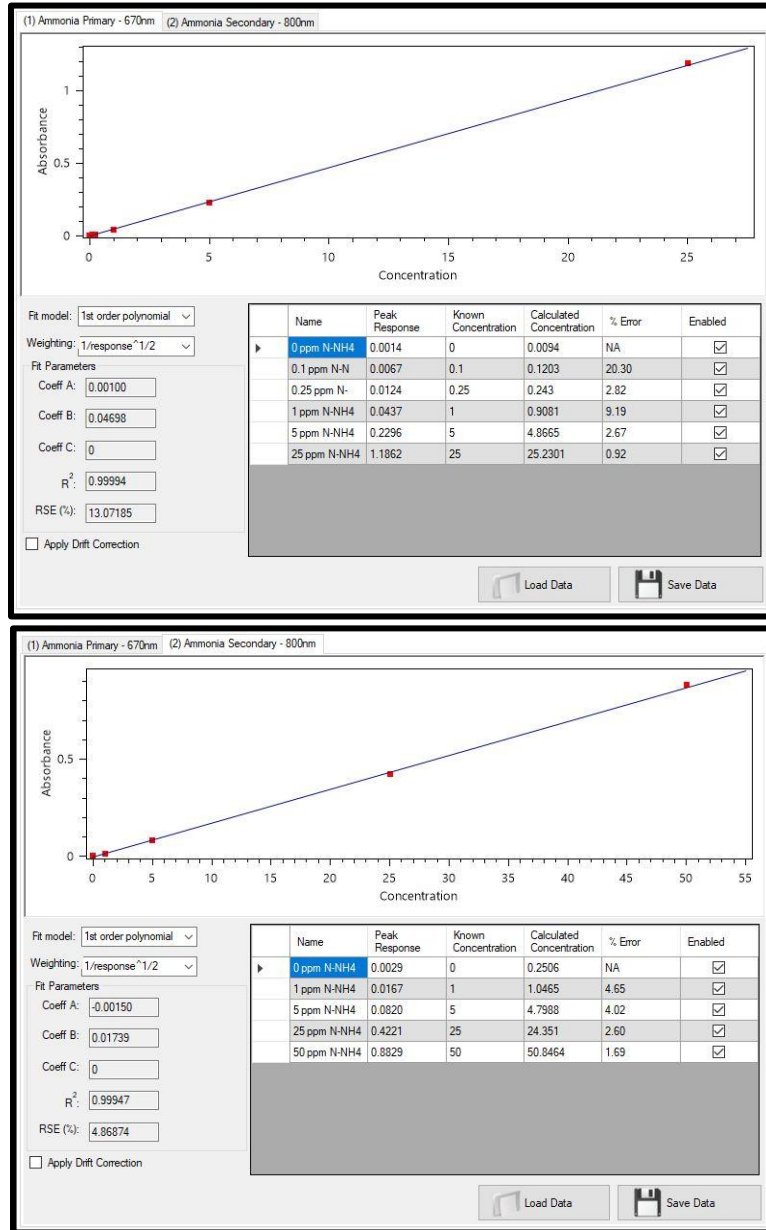 (1) Ammonia Primary - 670nm (2) Ammonia Secondary - 800nm
1
0.5
0
Absorbance
0 5 10 15 20 25
Concentration
Fit model: 1st order polynomial
Weighting: 1/response^1/2
Fit Parameters
Coeff A: 0.00100
Coeff B: 0.04698
Coeff C: 0
R²: 0.99994
RSE (%): 13.07185
Apply Drift Correction
Name Peak Response Known Concentration Calculated Concentration % Error Enabled
0 ppm N-NH4 0.0014 0 0.0094 NA
0.1 ppm N-N 0.0067 0.1 0.1203 20.30
0.25 ppm N- 0.0124 0.25 0.243 2.82
1 ppm N-NH4 0.0437 1 0.9081 9.19
5 ppm N-NH4 0.2296 5 4.8665 2.67
25 ppm N-NH4 1.1862 25 25.2301 0.92
Load Data Save Data
(1) Ammonia Primary - 670nm (2) Ammonia Secondary - 800nm
0.5
0
Absorbance
0 5 10 15 20 25 30 35 40 45 50 55
Concentration
Fit model: 1st order polynomial
Weighting: 1/response^1/2
Fit Parameters
Coeff A: -0.00150
Coeff B: 0.01739
Coeff C: 0
R²: 0.99947
RSE (%): 4.86874
Apply Drift Correction
Name Peak Response Known Concentration Calculated Concentration % Error Enabled
0 ppm N-NH4 0.0029 0 0.2506 NA
1 ppm N-NH4 0.0167 1 1.0465 4.65
5 ppm N-NH4 0.0820 5 4.7988 4.02
25 ppm N-NH4 0.4221 25 24.351 2.60
50 ppm N-NH4 0.8829 50 50.8464 1.69
Load Data Save Data